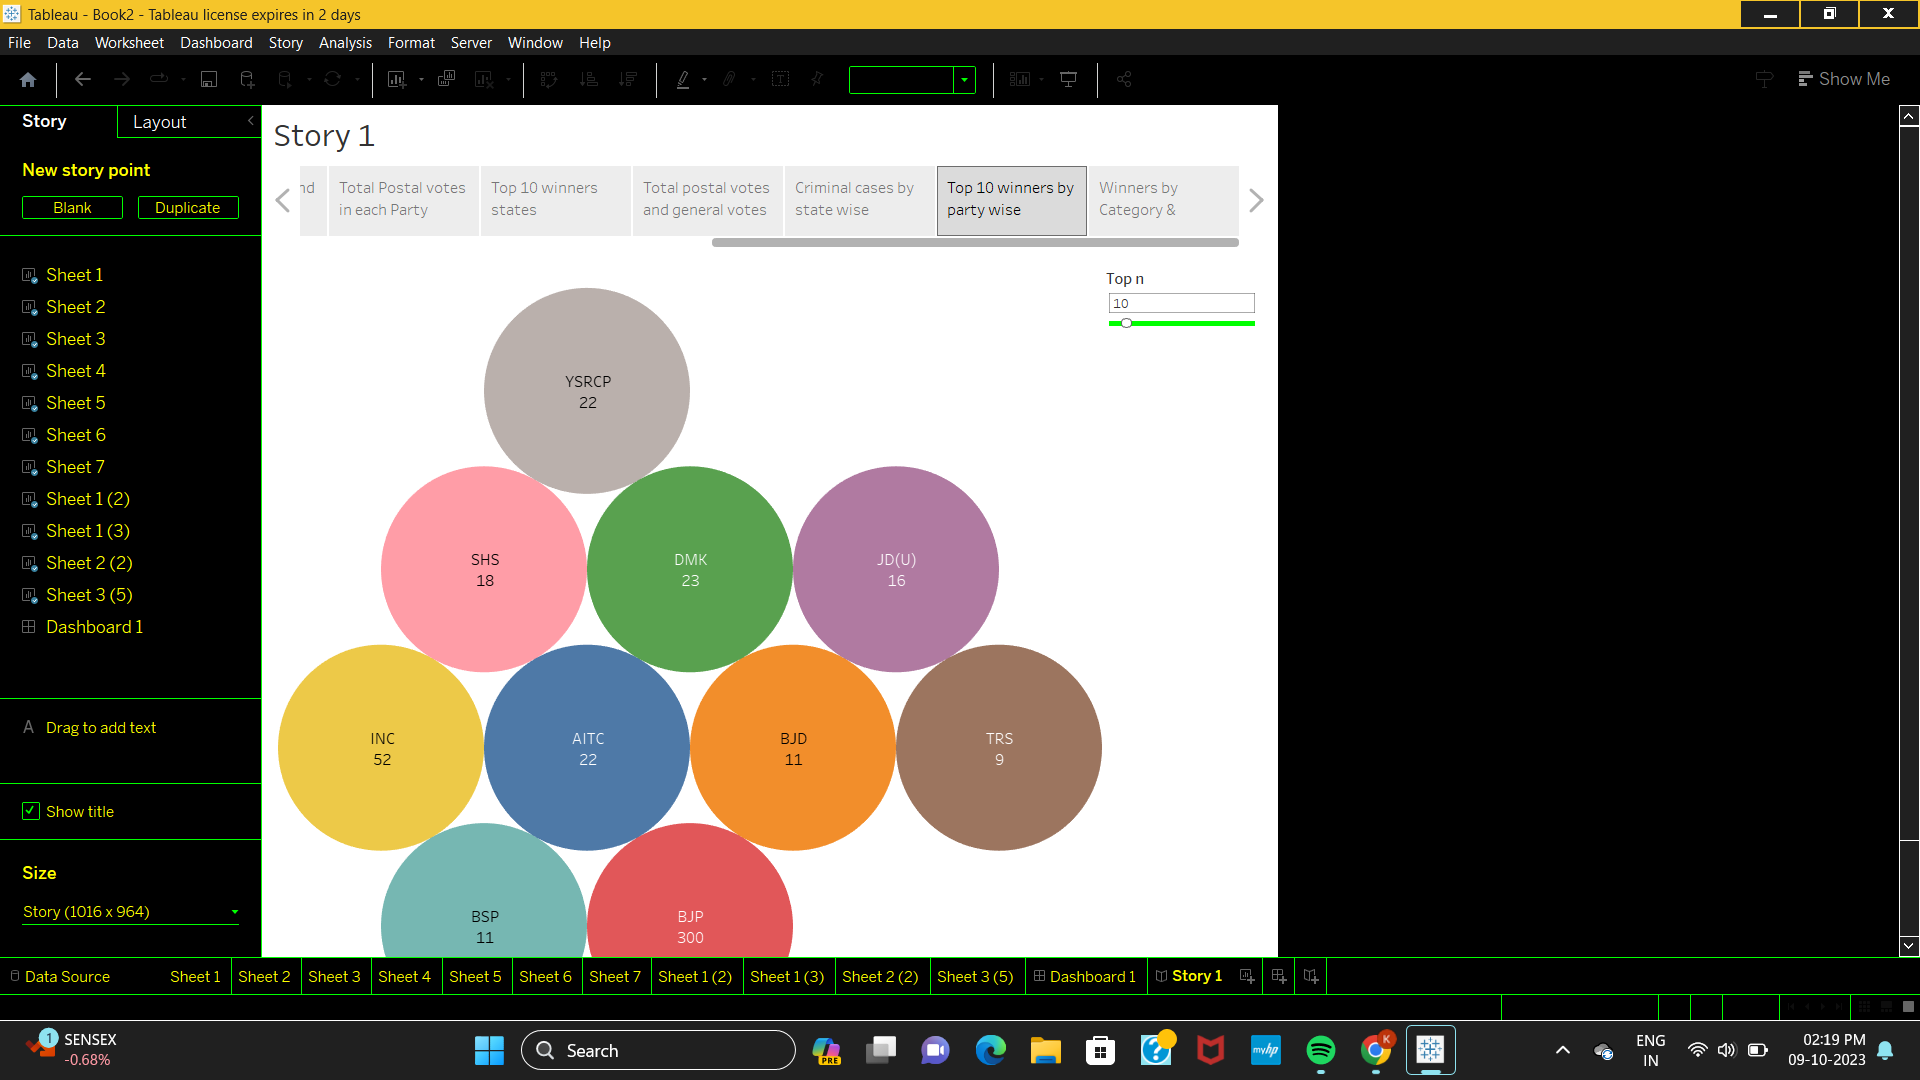 Tableau - Book2 - Tableau license expires in 2 days
File Data Worksheet Dashboard Story Analysis Format Server Window Help
Show Me
Story Layout
New story point
Blank Duplicate
Sheet 1
Sheet 2
Sheet 3
Sheet 4
Sheet 5
Sheet 6
Sheet 7
Sheet 1 (2)
Sheet 1 (3)
Sheet 2 (2)
Sheet 3 (5)
Dashboard 1
A Drag to add text
Show title
Size
Story (1016 x 964)
Story 1
nd
Total Postal votes
in each Party
Top 10 winners
states
Total postal votes
and general votes
Criminal cases by
state wise
Top 10 winners by
party wise
Winners by
Category &
Top n
10
YSRCP
22
SHS
18
DMK
23
JD(U)
16
INC
52
AITC
22
BJD
11
TRS
9
BSP
11
BJP
300
Data Source Sheet 1 Sheet 2 Sheet 3 Sheet 4 Sheet 5 Sheet 6 Sheet 7 Sheet 1 (2) Sheet 1 (3) Sheet 2 (2) Sheet 3 (5) Dashboard 1 Story 1
1
SENSEX
-0.68%
Search
PRE
myhp
K
ENG
IN
02:19 PM
09-10-2023